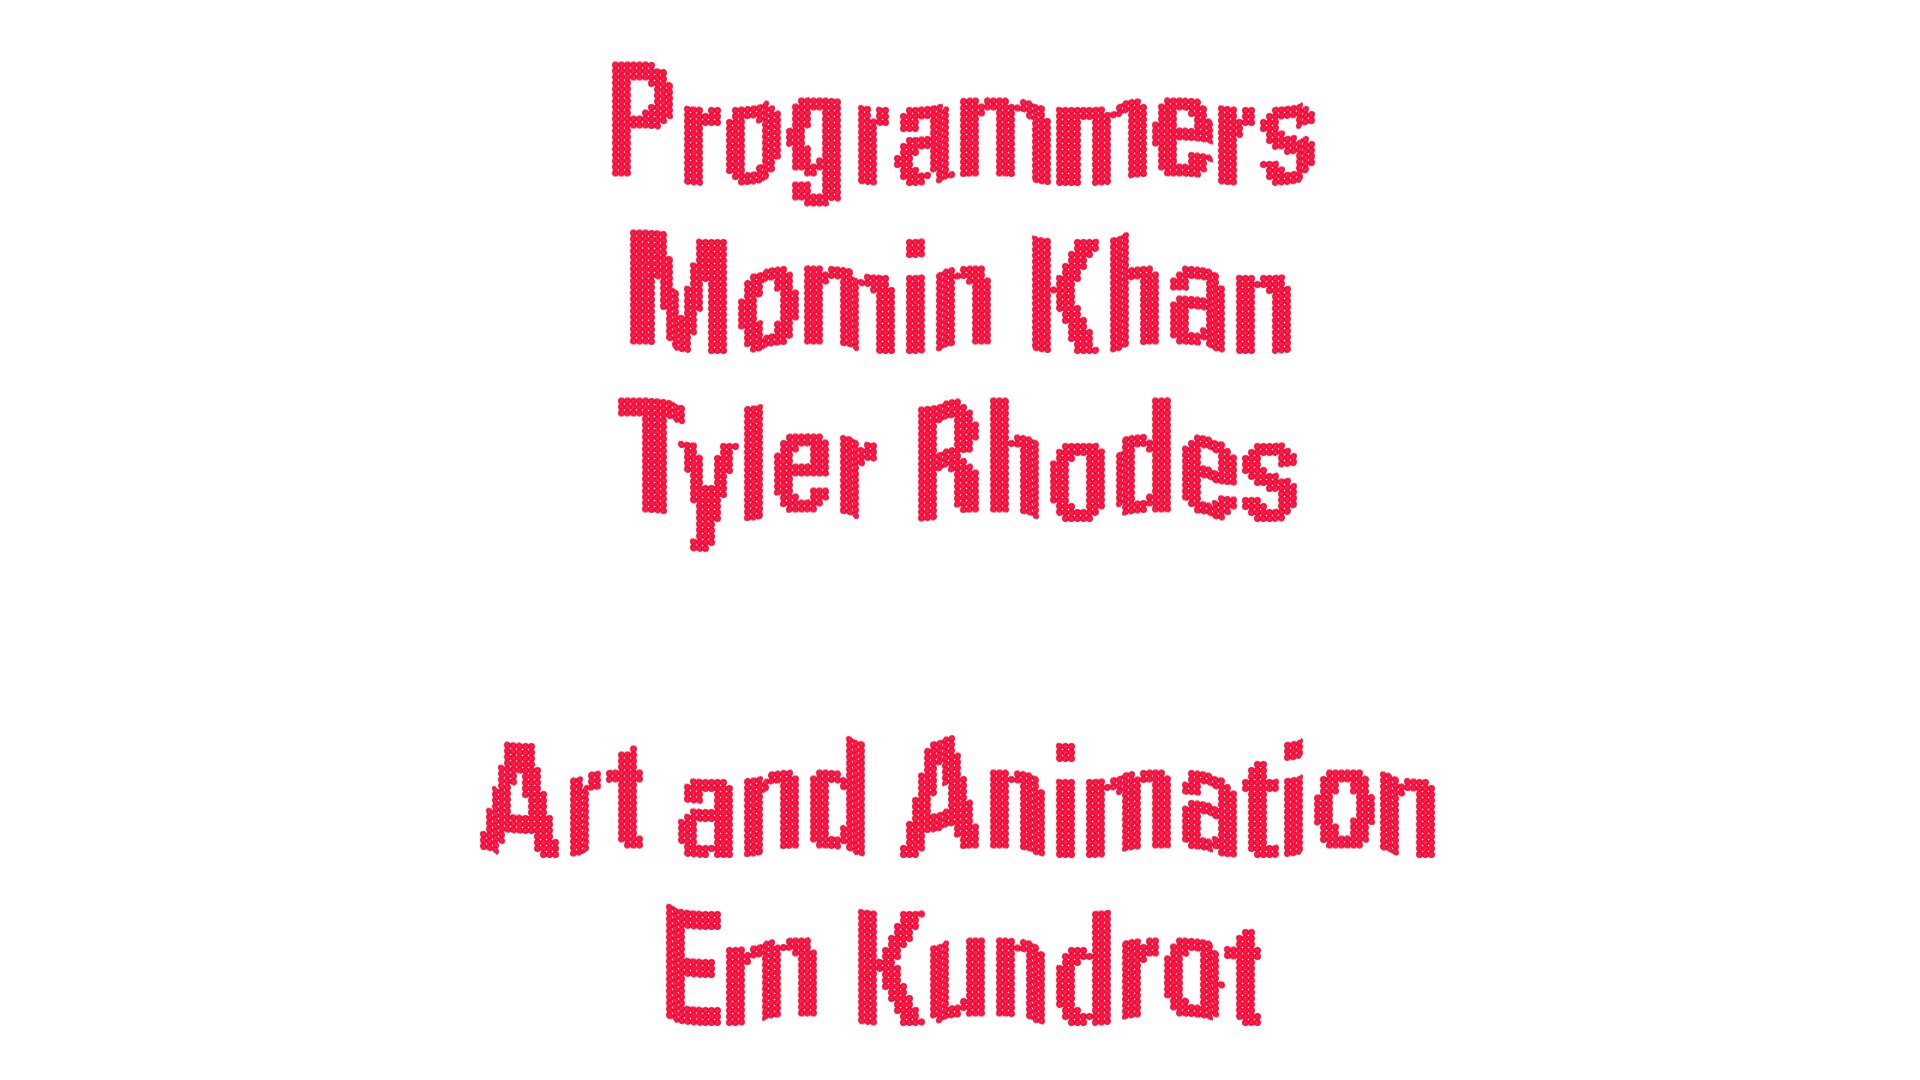 Programmers
Momin Khan
Tyler Rhodes
Art and Animation
Em Kundrot